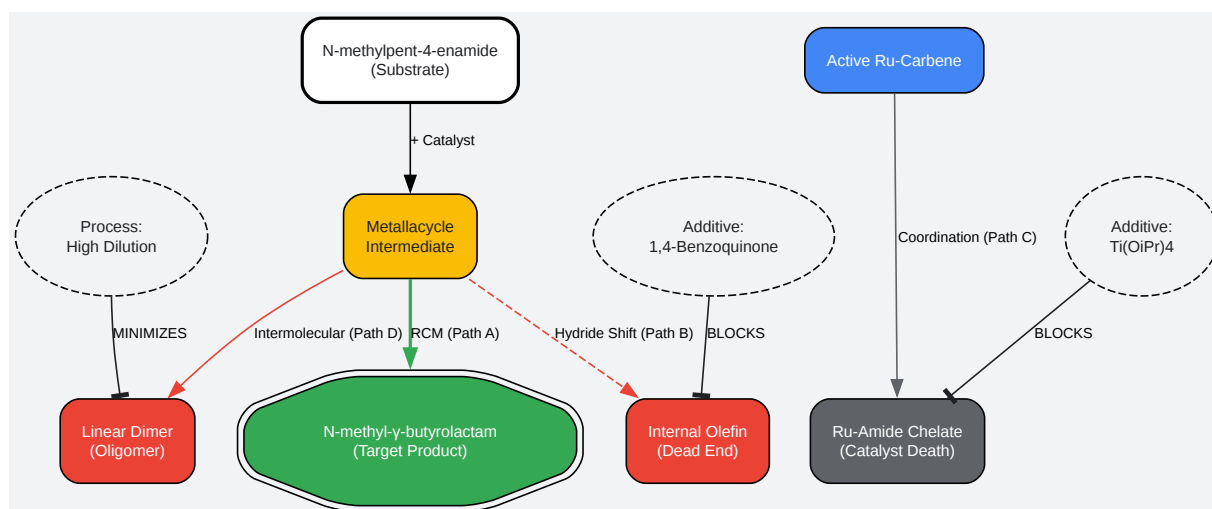 N-methylpent-4-enamide
(Substrate)
Active Ru-Carbene
+ Catalyst
Process:
High Dilution
Metallacycle
Intermediate
Additive:
1,4-Benzoquinone
Coordination (Path C)
Additive:
Ti(OiPr)4
MINIMIZES
Intermolecular (Path D)
RCM (Path A)
Hydride Shift (Path B)
BLOCKS
BLOCKS
Linear Dimer
(Oligomer)
N-methyl-γ-butyrolactam
(Target Product)
Internal Olefin
(Dead End)
Ru-Amide Chelate
(Catalyst Death)